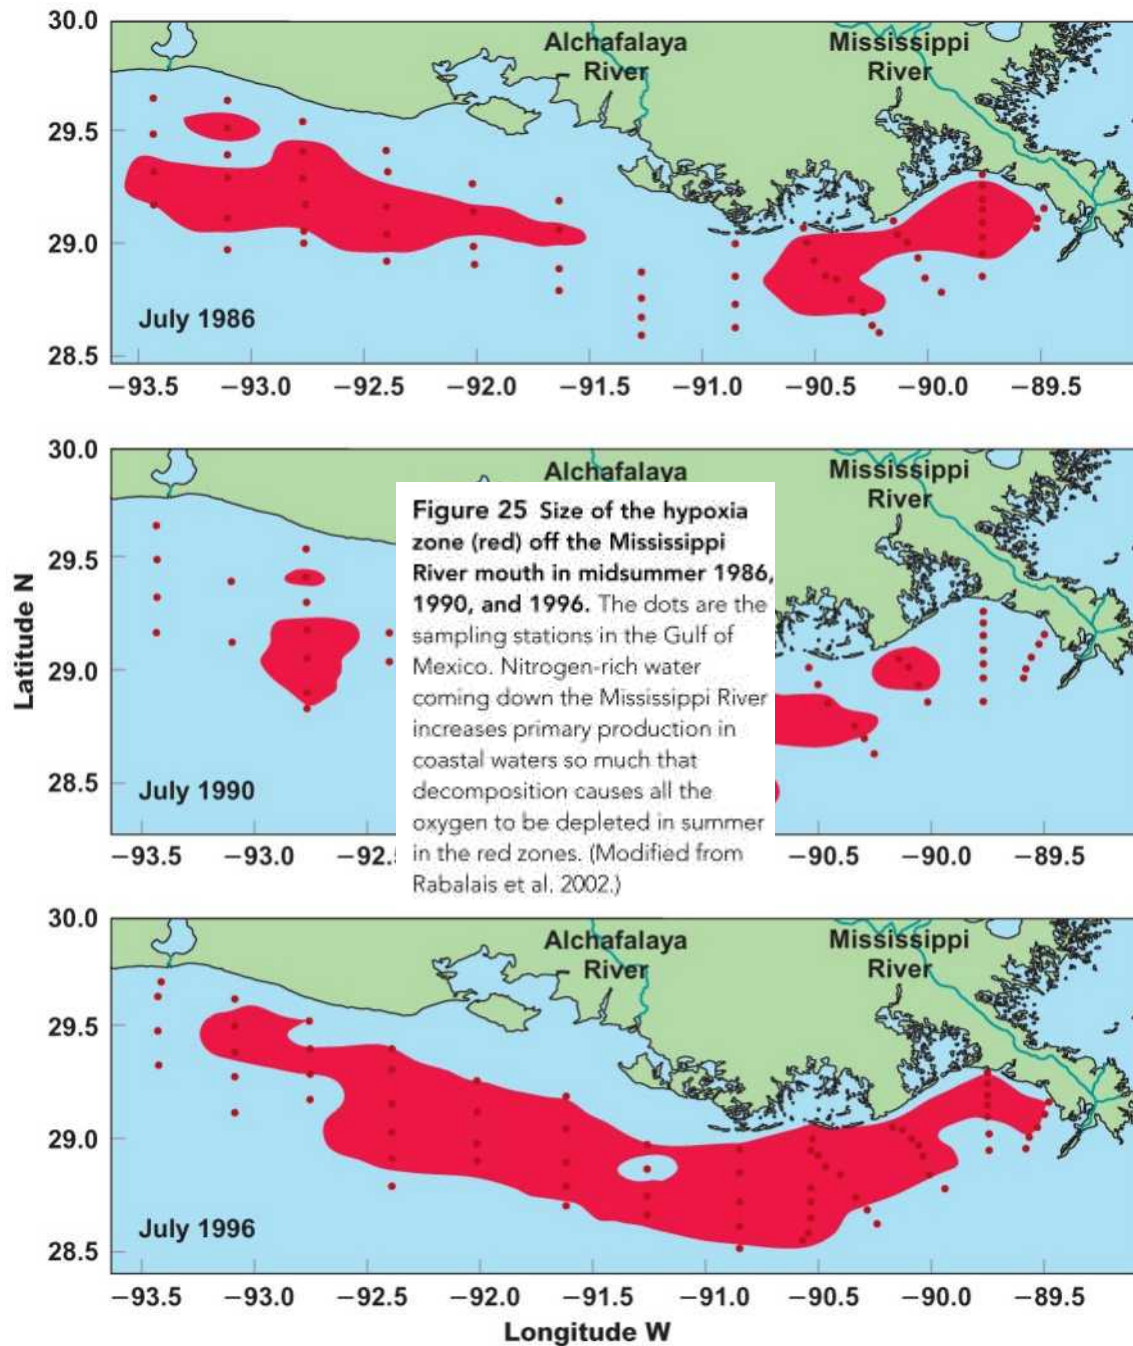 30.0
29.5
29.0
28.5
Alchafalaya
River
Mississippi
River
July 1986
−93.5 −93.0 −92.5 −92.0 −91.5 −91.0 −90.5 −90.0 −89.5
Latitude N
30.0
29.5
29.0
28.5
Alchafalaya
Mississippi
River
July 1990
−93.5 −93.0 −92. −90.5 −90.0 −89.5
Figure 25 Size of the hypoxia
zone (red) off the Mississippi
River mouth in midsummer 1986,
1990, and 1996. The dots are the
sampling stations in the Gulf of
Mexico. Nitrogen-rich water
coming down the Mississippi River
increases primary production in
coastal waters so much that
decomposition causes all the
oxygen to be depleted in summer
in the red zones. (Modified from
Rabalais et al. 2002.)
30.0
29.5
29.0
28.5
Alchafalaya
River
Mississippi
River
July 1996
−93.5 −93.0 −92.5 −92.0 −91.5 −91.0 −90.5 −90.0 −89.5
Longitude W